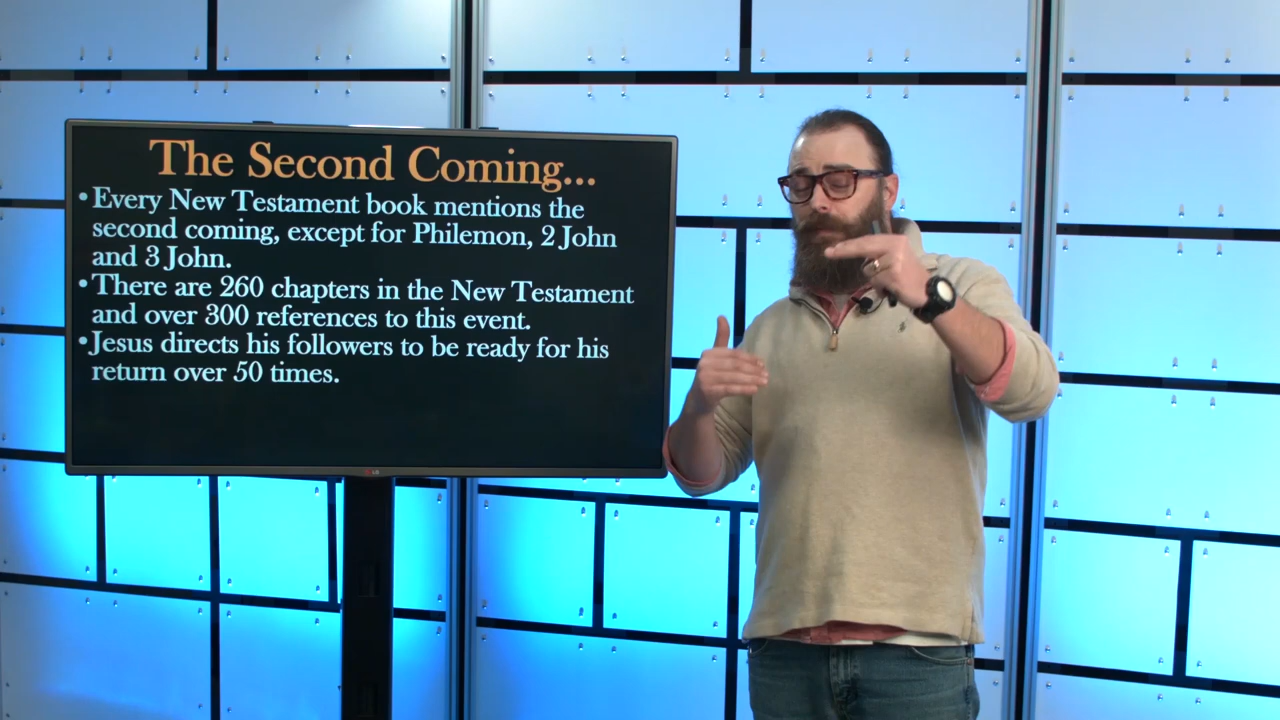 The Second Coming...
•Every New Testament book mentions the
second coming, except for Philemon, 2 John
and 3 John.
•There are 260 chapters in the New Testament
and over 300 references to this event.
•Jesus directs his followers to be ready for his
return over 50 times.
LG